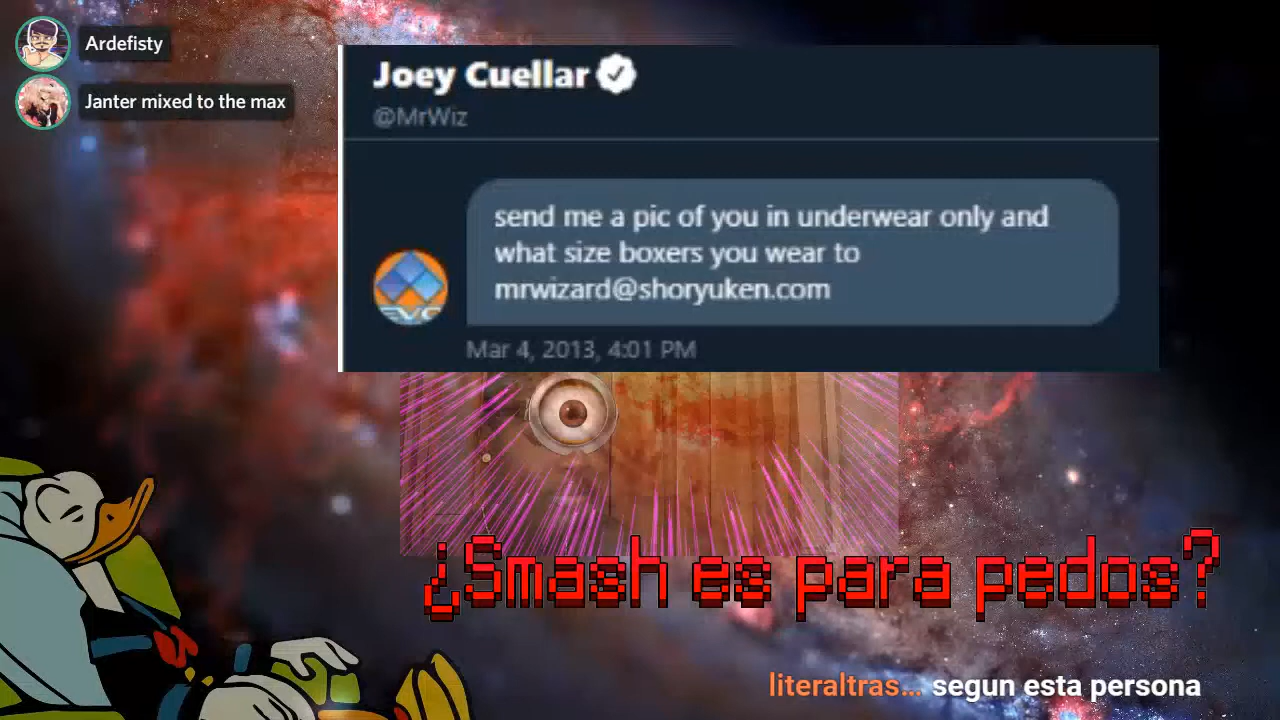 Ardefisty
Janter mixed to the max
Joey Cuellar
@MrWiz
send me a pic of you in underwear only and
what size boxers you wear to
mrwizard@shoryuken.com
EVO
Mar 4, 2013, 4:01 PM
¿Smash es para pedos?
literaltras... segun esta persona